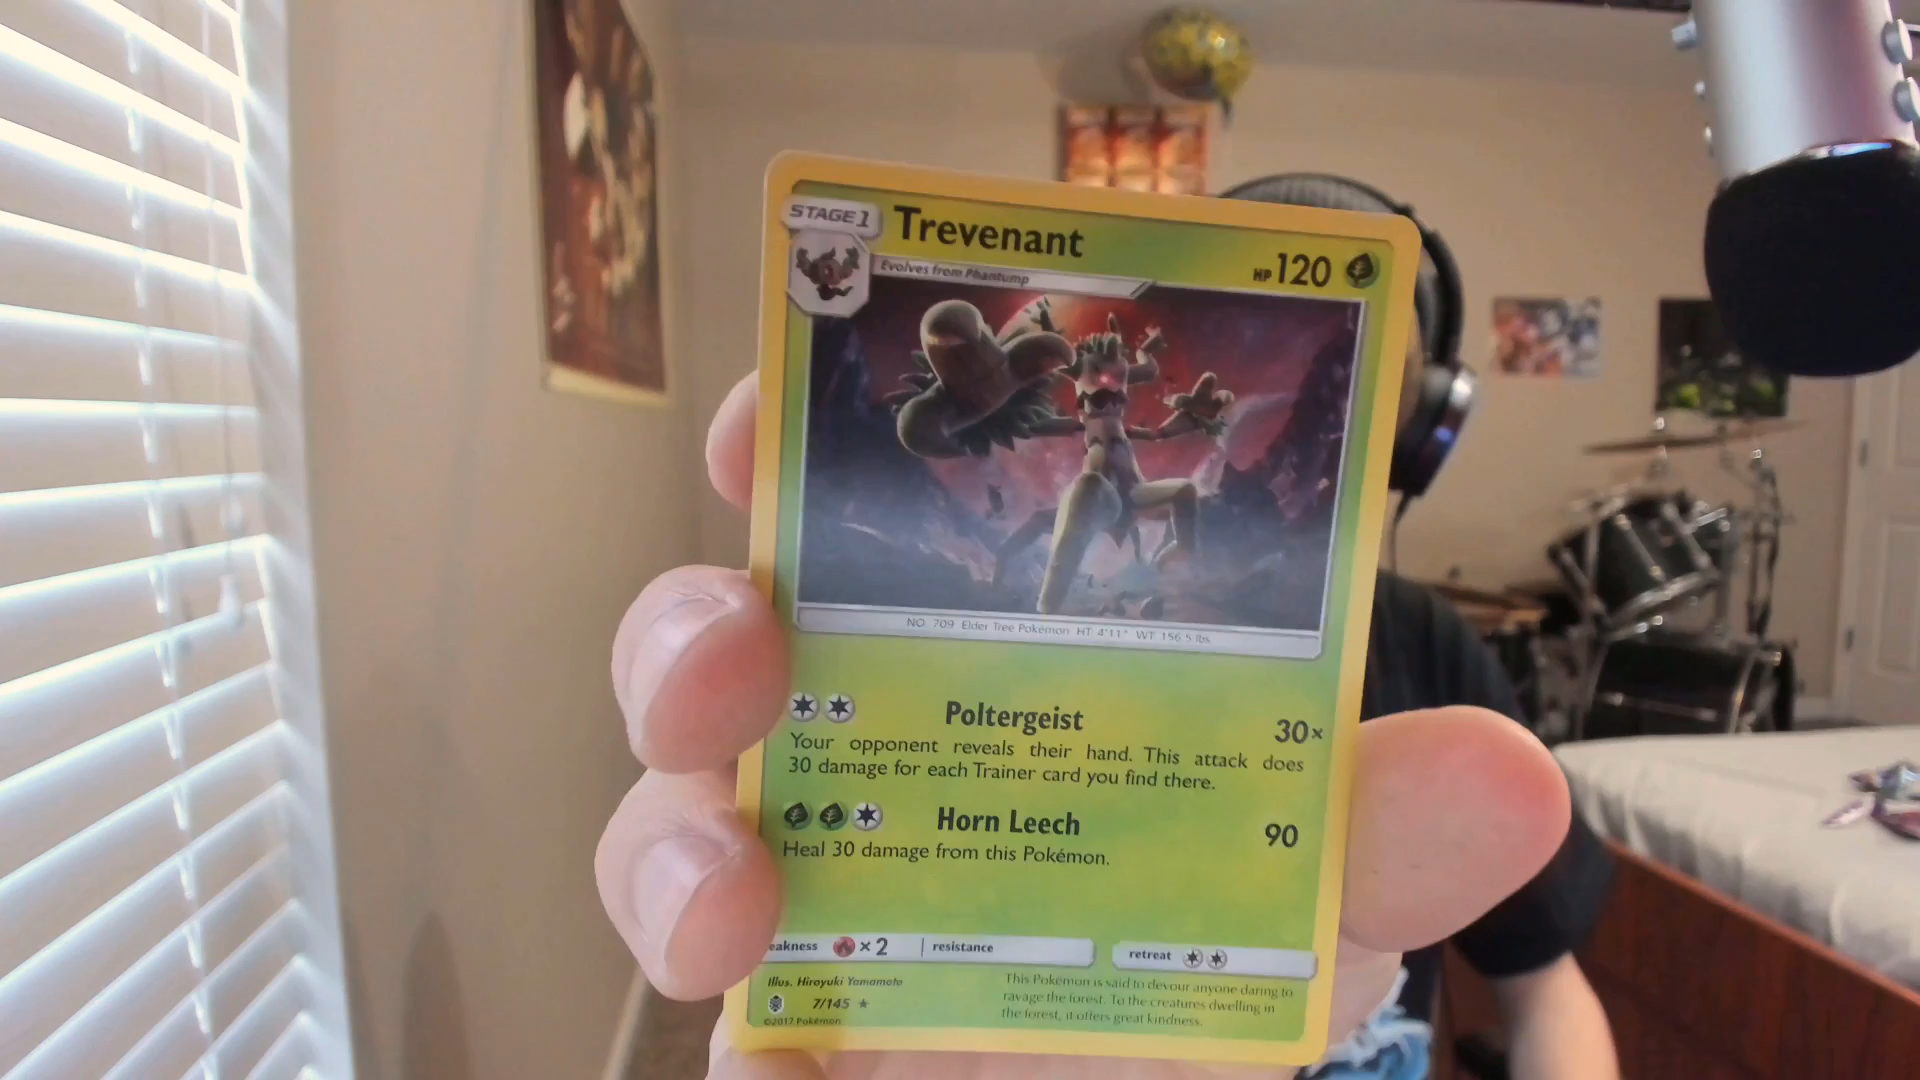 STAGE 1
Trevenant
HP 120
Evolves from Phantump
NO. 709 Elder Tree Pokémon HT 4'11" WT 156.5 lbs
Poltergeist 30×
Your opponent reveals their hand. This attack does
30 damage for each Trainer card you find there.
Horn Leech 90
Heal 30 damage from this Pokémon.
eakness ×2 resistance retreat
Illus. Hiroyuki Yamamoto
7/145
©2017 Pokémon
This Pokémon is said to devour anyone daring to
ravage the forest. To the creatures dwelling in
the forest, it offers great kindness.